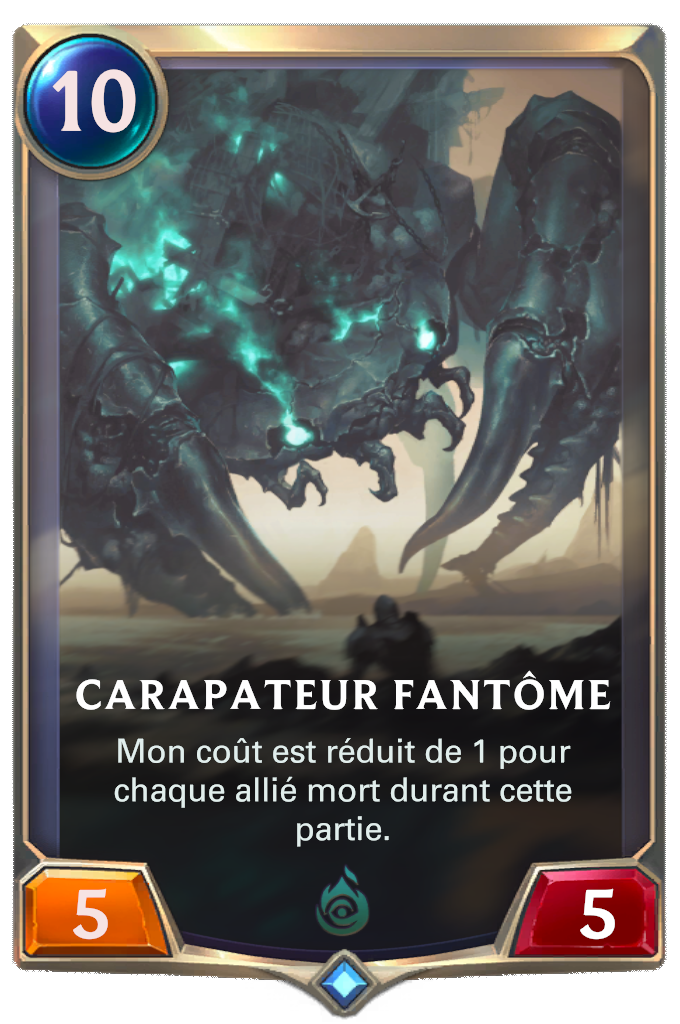 10
CARAPATEUR FANTÔME
Mon coût est réduit de 1 pour
chaque allié mort durant cette
partie.
5
5